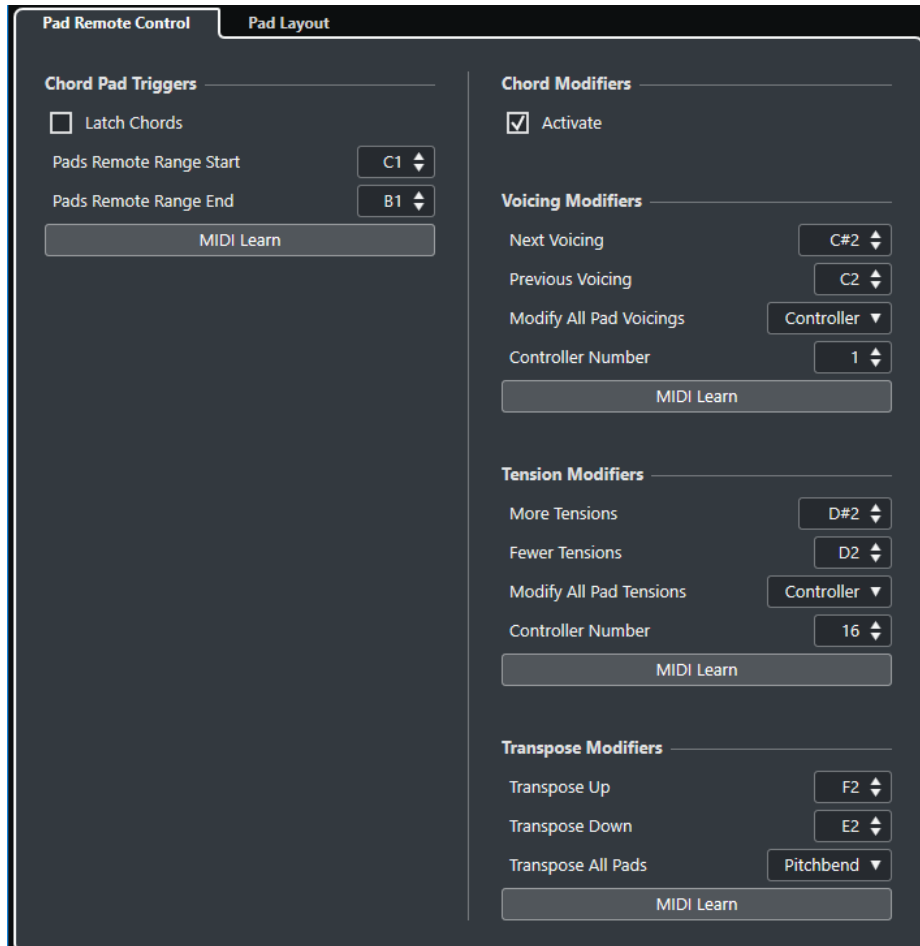 Pad Remote Control
Pad Layout
Chord Pad Triggers
Latch Chords
Pads Remote Range Start C1
Pads Remote Range End B1
MIDI Learn
Chord Modifiers
Activate
Voicing Modifiers
Next Voicing C#2
Previous Voicing C2
Modify All Pad Voicings Controller
Controller Number 1
MIDI Learn
Tension Modifiers
More Tensions D#2
Fewer Tensions D2
Modify All Pad Tensions Controller
Controller Number 16
MIDI Learn
Transpose Modifiers
Transpose Up F2
Transpose Down E2
Transpose All Pads Pitchbend
MIDI Learn